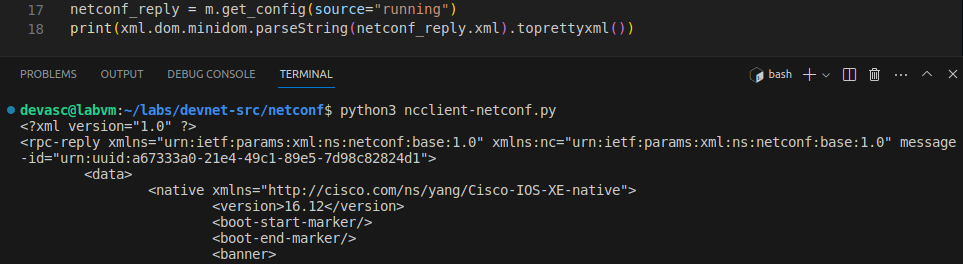 17 netconf_reply = m.get_config(source="running")
18 print(xml.dom.minidom.parseString(netconf_reply.xml).toprettyxml())
PROBLEMS OUTPUT DEBUG CONSOLE TERMINAL bash
devasc@labvm:~/labs/devnet-src/netconf$ python3 ncclient-netconf.py
<?xml version="1.0" ?>
<rpc-reply xmlns="urn:ietf:params:xml:ns:netconf:base:1.0" xmlns:nc="urn:ietf:params:xml:ns:netconf:base:1.0" message
-id="urn:uuid:a67333a0-21e4-49c1-89e5-7d98c82824d1">
<data>
<native xmlns="http://cisco.com/ns/yang/Cisco-IOS-XE-native">
<version>16.12</version>
<boot-start-marker/>
<boot-end-marker/>
<banner>